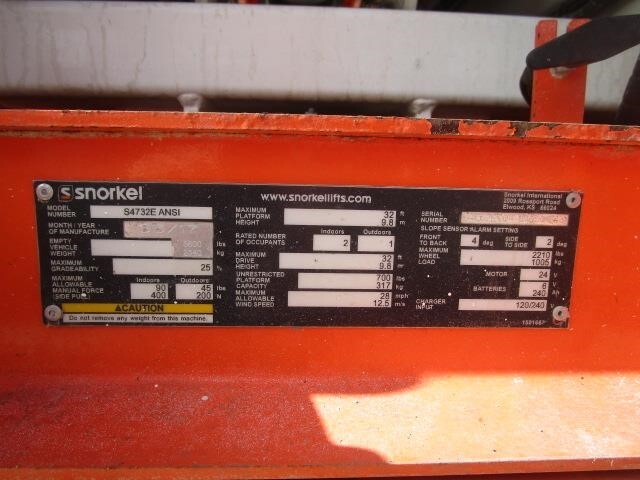 snorkel
www.snorkellifts.com
Snorkel International
2009 Roseport Road
Elwood, KS 66024
MODEL NUMBER S4732E ANSI
MONTH / YEAR OF MANUFACTURE
EMPTY VEHICLE WEIGHT 5600 lbs
kg
MAXIMUM GRADEABILITY 25 %
Indoors Outdoors
MAXIMUM ALLOWABLE MANUAL FORCE SIDE PULL 90 45 lbs
400 200 N
CAUTION
Do not remove any weight from this machine.
MAXIMUM PLATFORM HEIGHT 32 ft
9.8 m
Indoors Outdoors
RATED NUMBER OF OCCUPANTS 2 1
MAXIMUM DRIVE HEIGHT 32 ft
9.8 m
UNRESTRICTED PLATFORM CAPACITY 700 lbs
317 kg
MAXIMUM ALLOWABLE WIND SPEED 28 mph
12.5 m/s
SERIAL NUMBER
SLOPE SENSOR/ALARM SETTING
FRONT TO BACK 4 deg SIDE TO SIDE 2 deg
MAXIMUM WHEEL LOAD 2210 lbs
1005 kg
MOTOR 24 V
BATTERIES 6 V
240 Ah
CHARGER INPUT 120/240 V